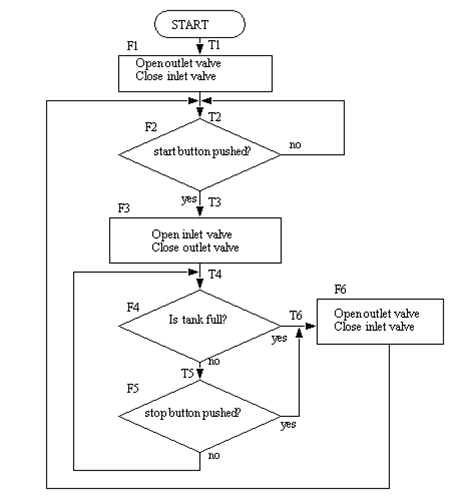 START
F1
T1
Open outlet valve
Close inlet valve
T2
F2
start button pushed?
no
yes
T3
F3
Open inlet valve
Close outlet valve
T4
F4
Is tank full?
T6
F6
Open outlet valve
Close inlet valve
yes
no
T5
F5
stop button pushed?
yes
no